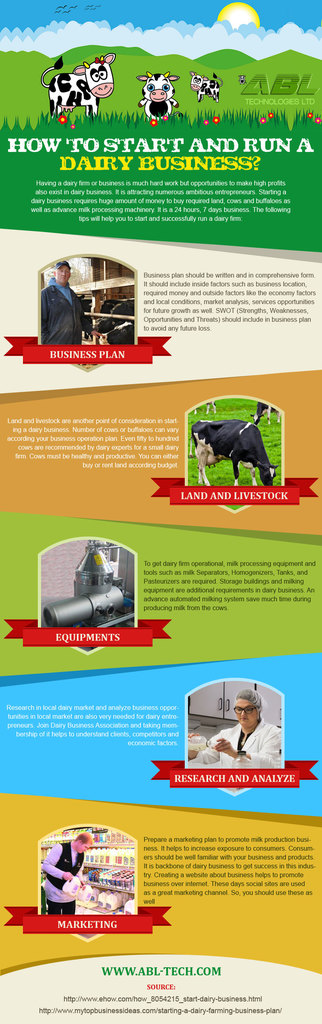 ABL
TECHNOLOGIES LTD
HOW TO START AND RUN A
DAIRY BUSINESS?
Having a dairy firm or business is much hard work but opportunities to make high profits
also exist in dairy business. It is attracting numerous ambitious entrepreneurs. Starting a
dairy business requires huge amount of money to buy required land, cows and buffaloes as
well as advance milk processing machinery. It is a 24 hours, 7 days business. The following
tips will help you to start and successfully run a dairy firm:
Business plan should be written and in comprehensive form.
It should include inside factors such as business location,
required money and outside factors like the economy factors
and local conditions, market analysis, services opportunities
for future growth as well. SWOT (Strengths, Weaknesses,
Opportunities and Threats) should include in business plan
to avoid any future loss.
BUSINESS PLAN
Land and livestock are another point of consideration in start-
ing a dairy business. Number of cows or buffaloes can vary
according your business operation plan. Even fifty to hundred
cows are recommended by dairy experts for a small dairy
firm. Cows must be healthy and productive. You can either
buy or rent land according budget.
LAND AND LIVESTOCK
To get dairy firm operational, milk processing equipment and
tools such as milk Separators, Homogenizers, Tanks, and
Pasteurizers are required. Storage buildings and milking
equipment are additional requirements in dairy business. An
advance automated milking system save much time during
producing milk from the cows.
EQUIPMENTS
Research in local dairy market and analyze business oppor-
tunities in local market are also very needed for dairy entre-
preneurs. Join Dairy Business Association and taking mem-
bership of it helps to understand clients, competitors and
economic factors.
RESEARCH AND ANALYZE
Prepare a marketing plan to promote milk production busi-
ness. It helps to increase exposure to consumers. Consum-
ers should be well familiar with your business and products.
It is backbone of dairy business to get success in this indus-
try. Creating a website about business helps to promote
business over internet. These days social sites are used
as a great marketing channel. So, you should use these as
well
MARKETING
WWW.ABL-TECH.COM
SOURCE:
http://www.ehow.com/how_8054215_start-dairy-business.html
http://www.mytopbusinessideas.com/starting-a-dairy-farming-business-plan/